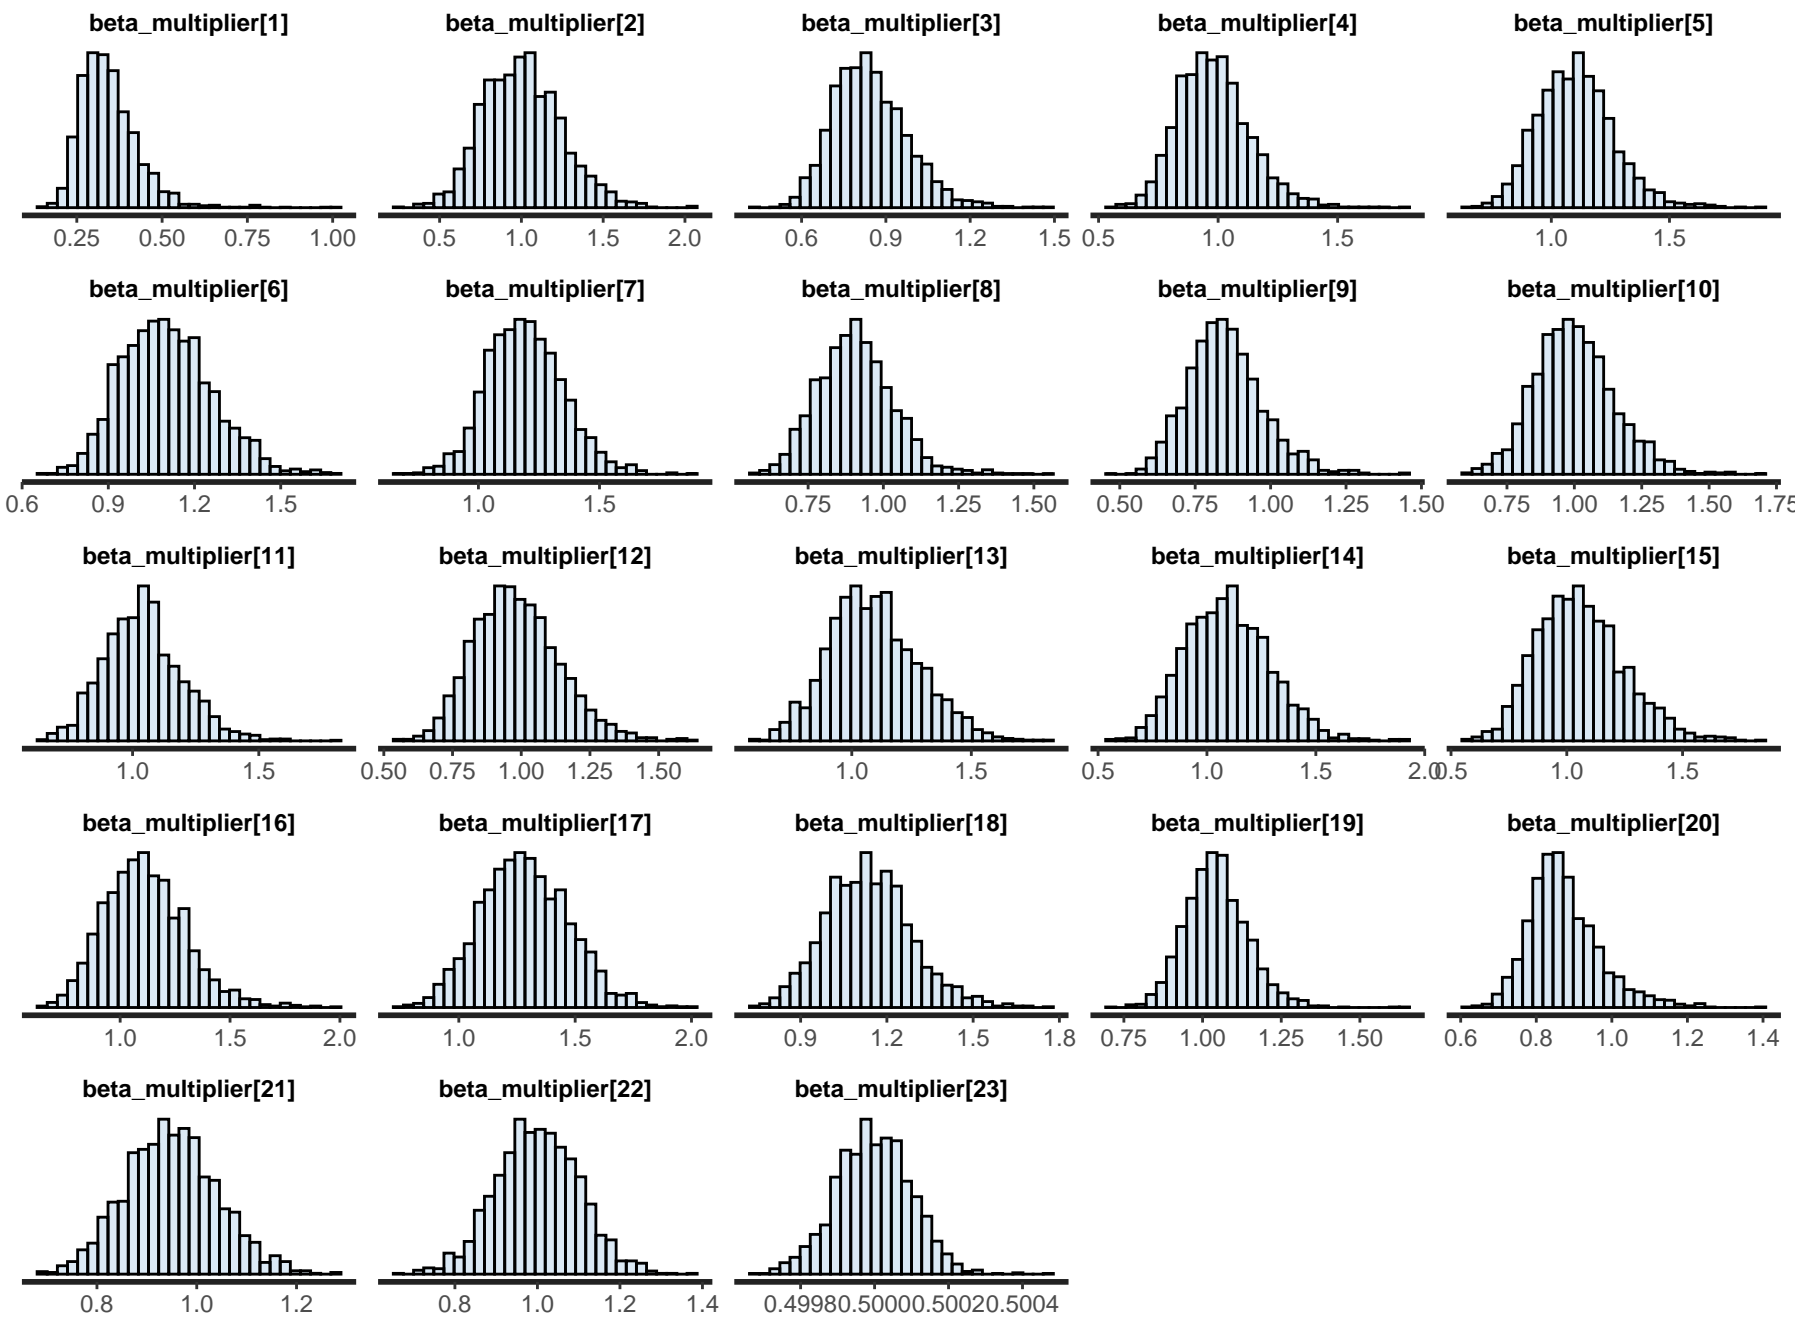 beta_multiplier[1] beta_multiplier[2] beta_multiplier[3] beta_multiplier[4] beta_multiplier[5]
0.25 0.50 0.75 1.00 0.5 1.0 1.5 2.0 0.6 0.9 1.2 1.5 0.5 1.0 1.5 1.0 1.5
beta_multiplier[6] beta_multiplier[7] beta_multiplier[8] beta_multiplier[9] beta_multiplier[10]
0.6 0.9 1.2 1.5 1.0 1.5 0.75 1.00 1.25 1.50 0.50 0.75 1.00 1.25 1.50 0.75 1.00 1.25 1.50 1.75
beta_multiplier[11] beta_multiplier[12] beta_multiplier[13] beta_multiplier[14] beta_multiplier[15]
1.0 1.5 0.50 0.75 1.00 1.25 1.50 1.0 1.5 0.5 1.0 1.5 2.0 0.5 1.0 1.5
beta_multiplier[16] beta_multiplier[17] beta_multiplier[18] beta_multiplier[19] beta_multiplier[20]
1.0 1.5 2.0 1.0 1.5 2.0 0.9 1.2 1.5 1.8 0.75 1.00 1.25 1.50 0.6 0.8 1.0 1.2 1.4
beta_multiplier[21] beta_multiplier[22] beta_multiplier[23]
0.8 1.0 1.2 0.8 1.0 1.2 1.4 0.4998 0.5000 0.5002 0.5004